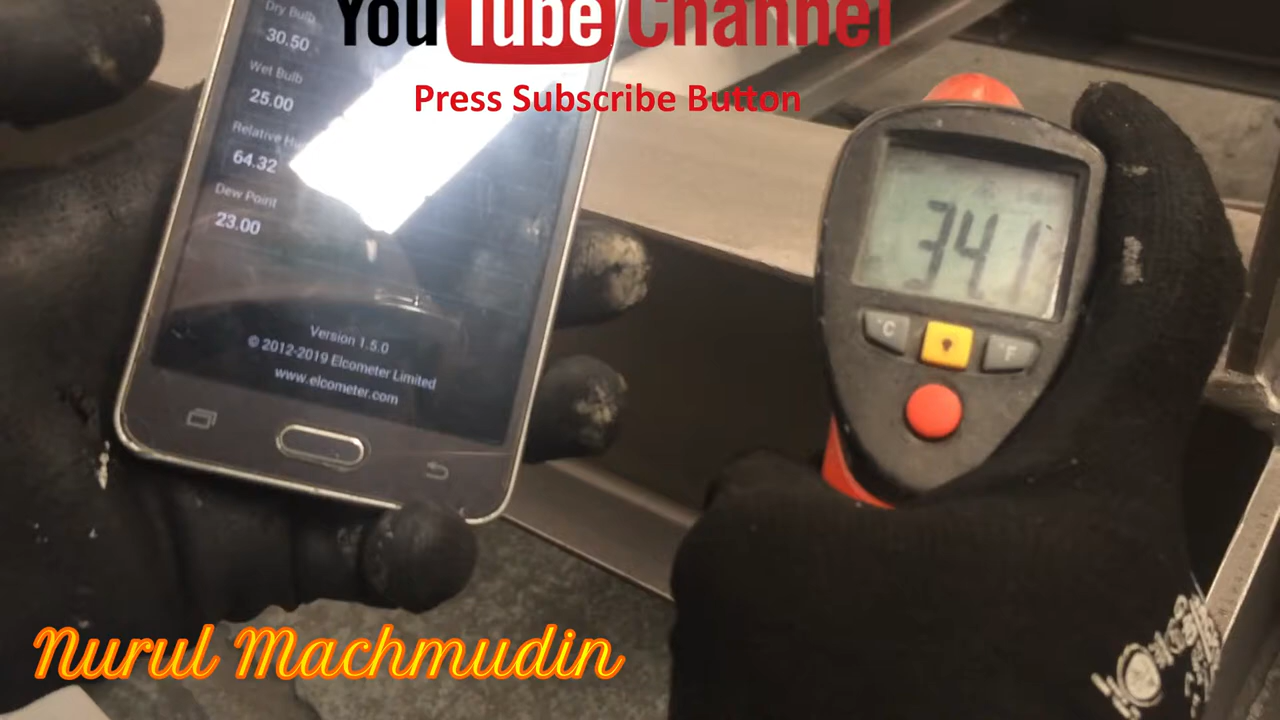 YouTube Channel
Press Subscribe Button
Dry Bulb
30.50
Wet Bulb
25.00
Relative
64.32
Dew Point
23.00
Version 1.5.0
© 2012-2019 Elcometer Limited
www.elcometer.com
34.1
°C
°F
Nurul Machmudin